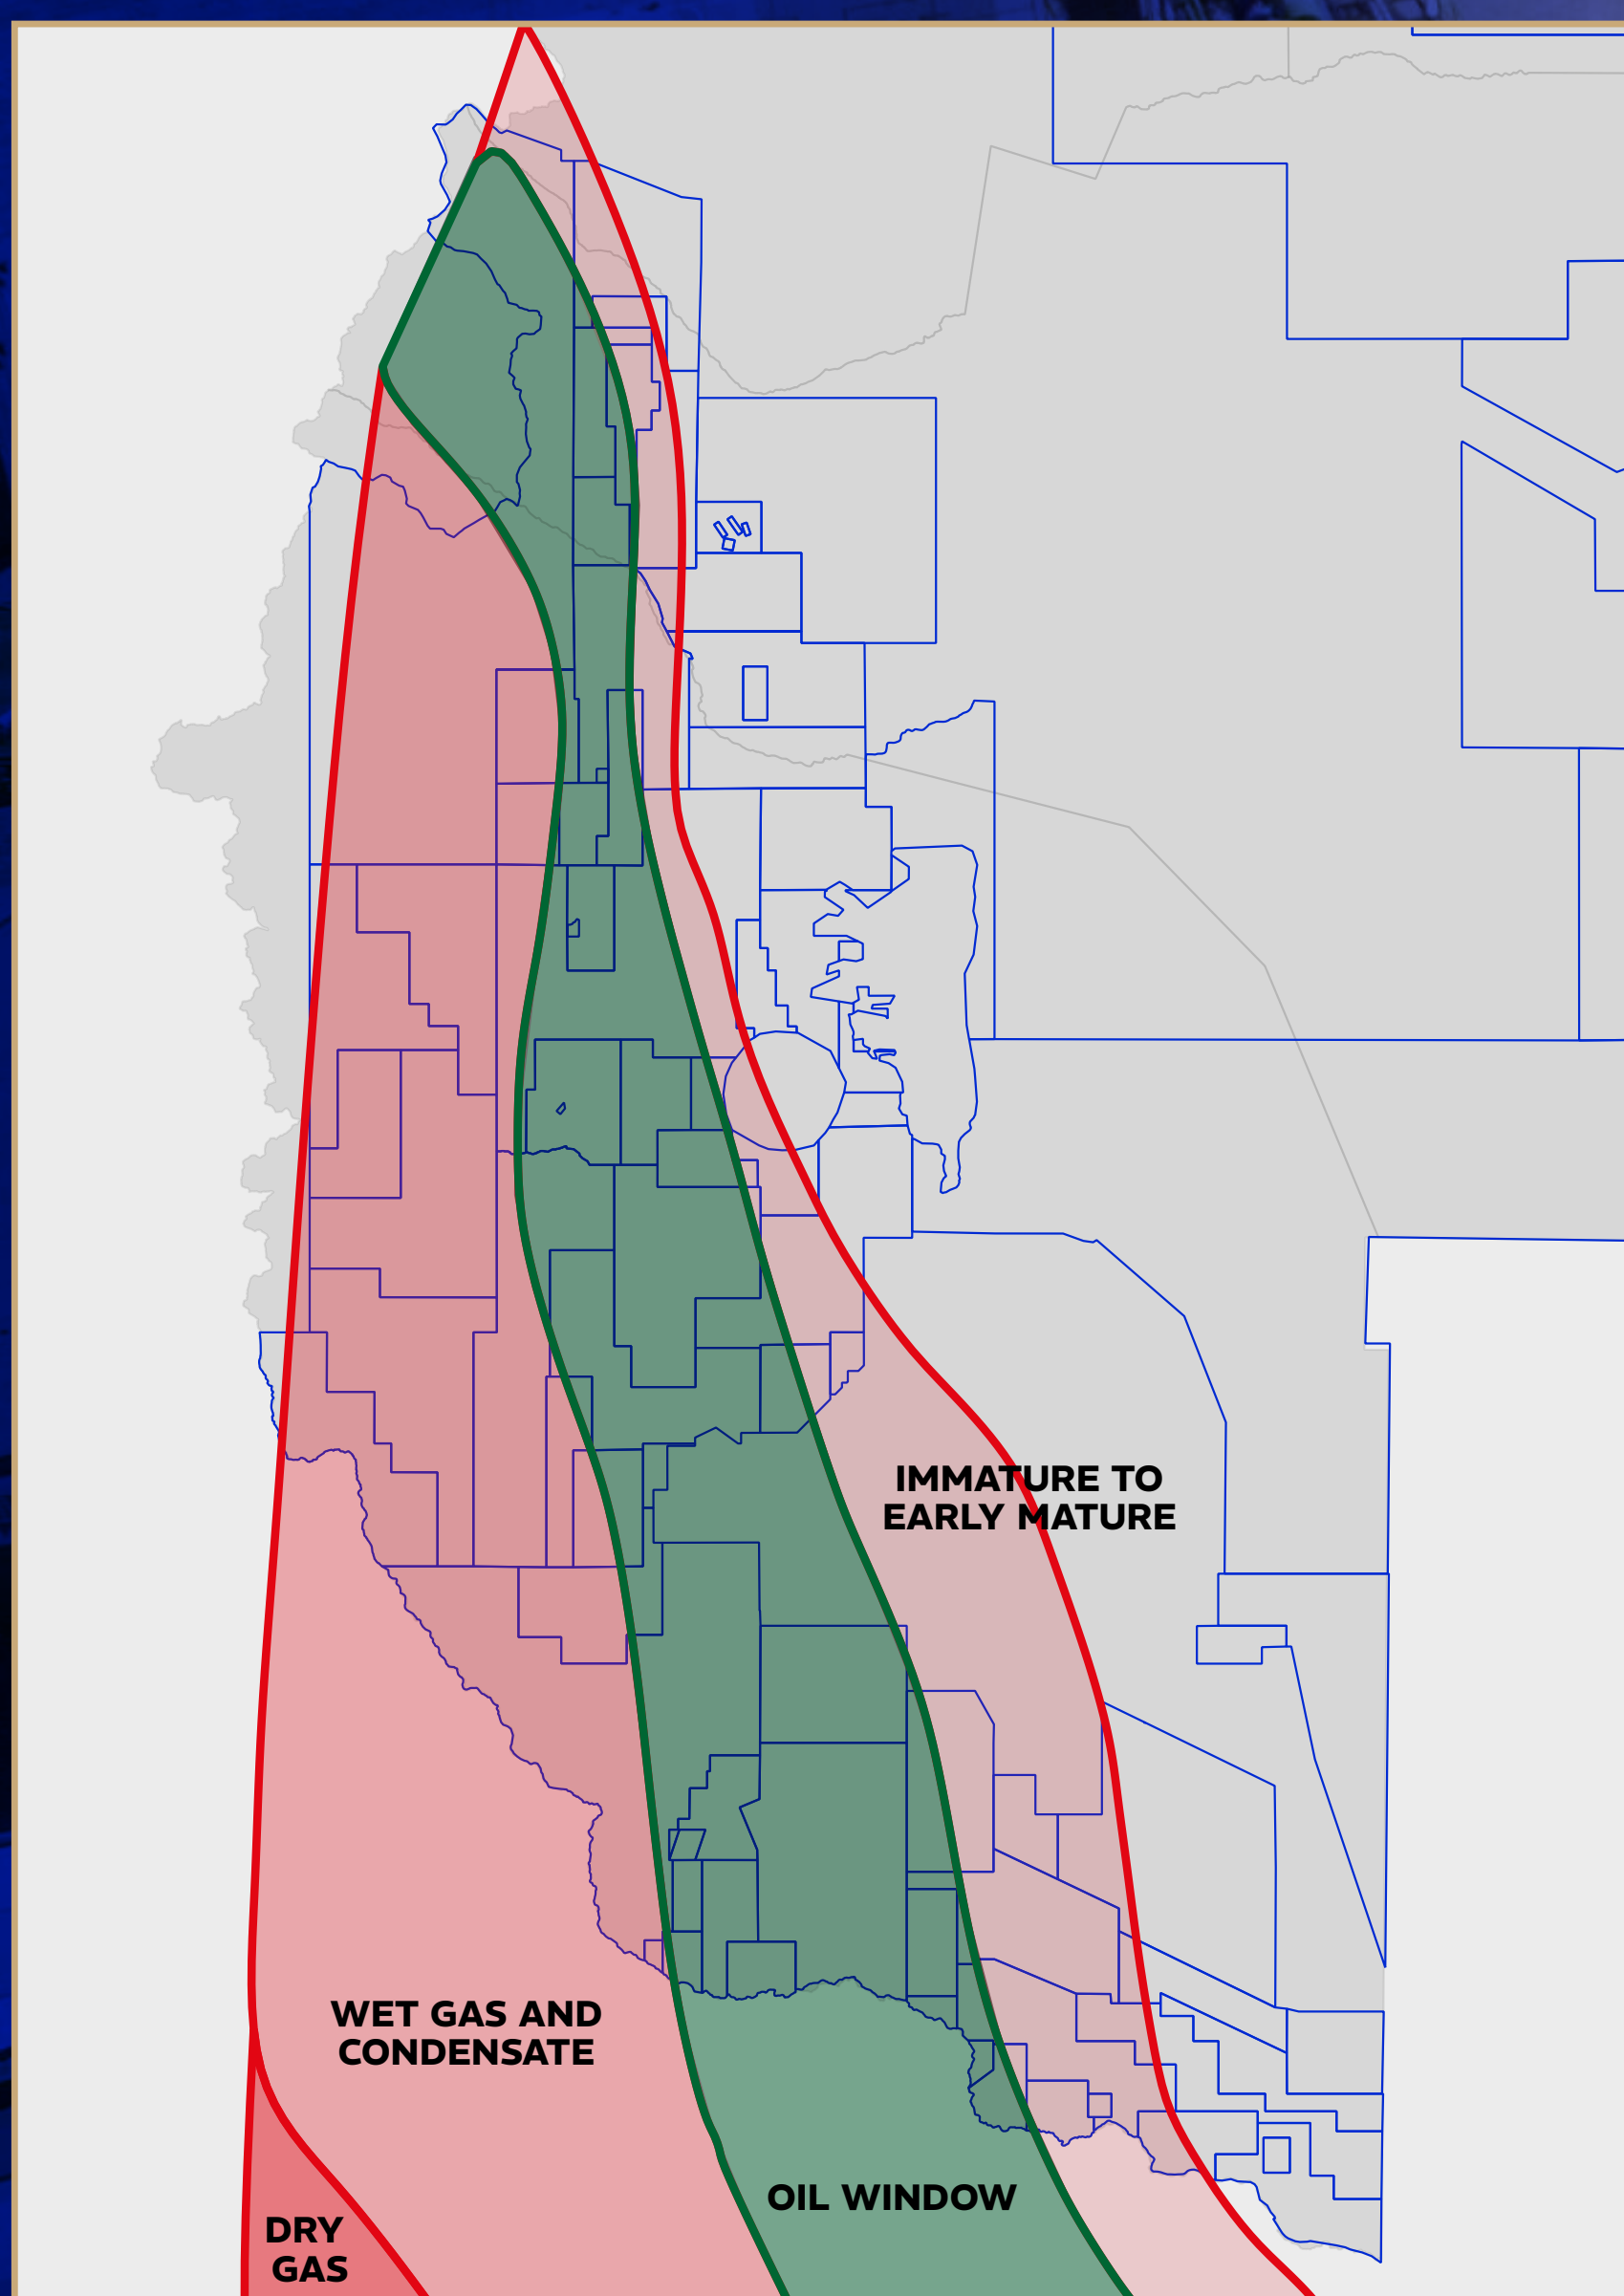 IMMATURE TO
EARLY MATURE
WET GAS AND
CONDENSATE
OIL WINDOW
DRY
GAS